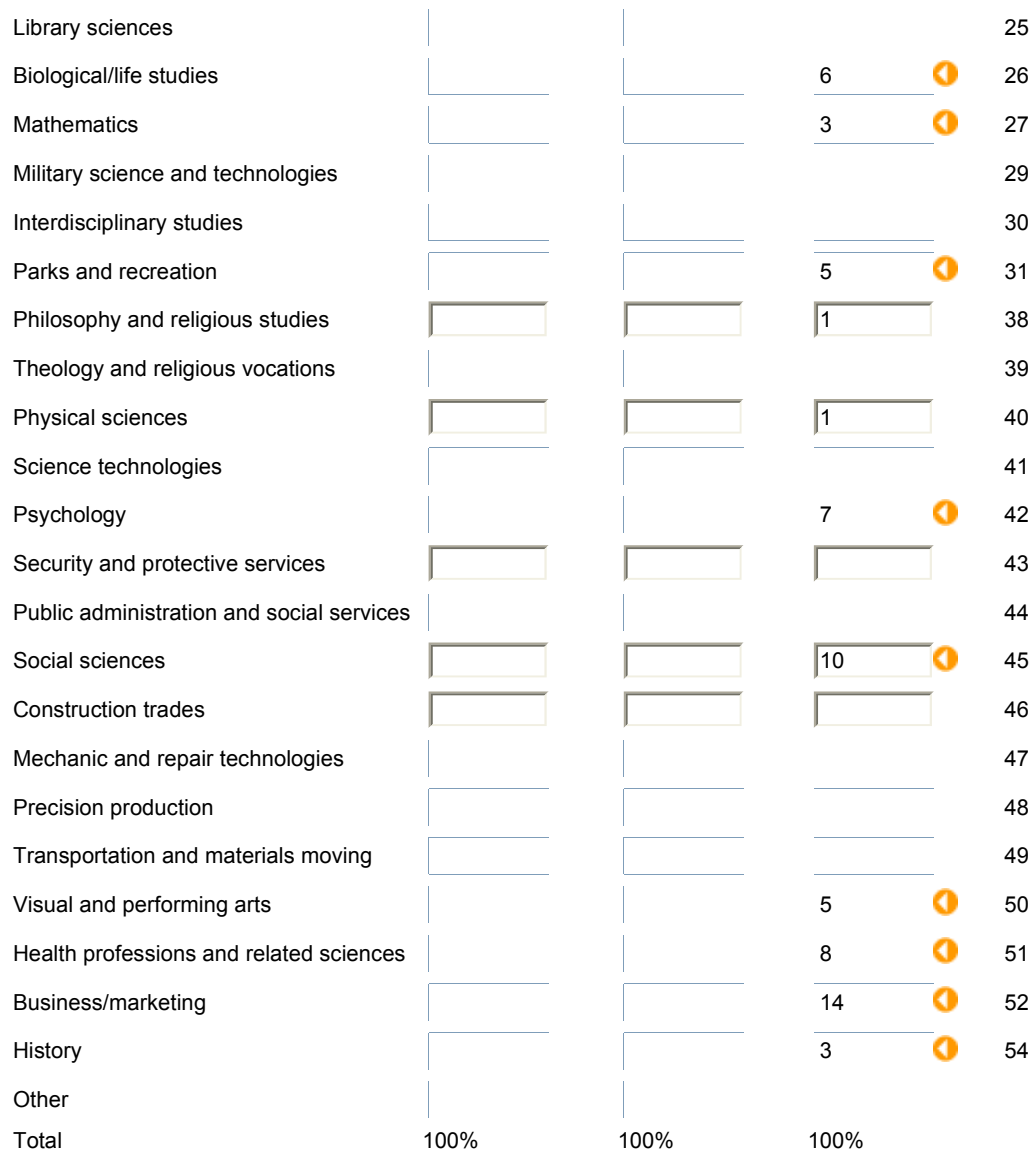 Library sciences 25
Biological/life studies 6 26
Mathematics 3 27
Military science and technologies 29
Interdisciplinary studies 30
Parks and recreation 5 31
Philosophy and religious studies 1 38
Theology and religious vocations 39
Physical sciences 1 40
Science technologies 41
Psychology 7 42
Security and protective services 43
Public administration and social services 44
Social sciences 10 45
Construction trades 46
Mechanic and repair technologies 47
Precision production 48
Transportation and materials moving 49
Visual and performing arts 5 50
Health professions and related sciences 8 51
Business/marketing 14 52
History 3 54
Other
Total 100% 100% 100%